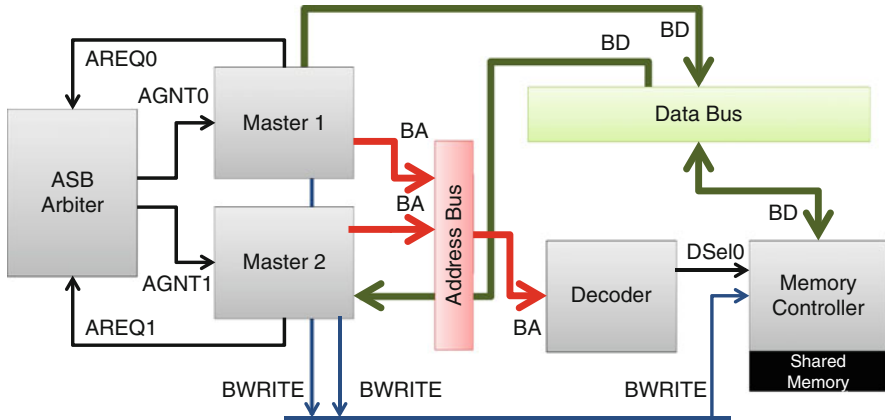 BD
BD
AREQ0
AGNT0
Master 1
BA
Data Bus
ASB
Arbiter
BA
Address Bus
BD
Master 2
DSel0
AGNT1
Decoder
Memory
Controller
BA
AREQ1
Shared
Memory
BWRITE
BWRITE
BWRITE